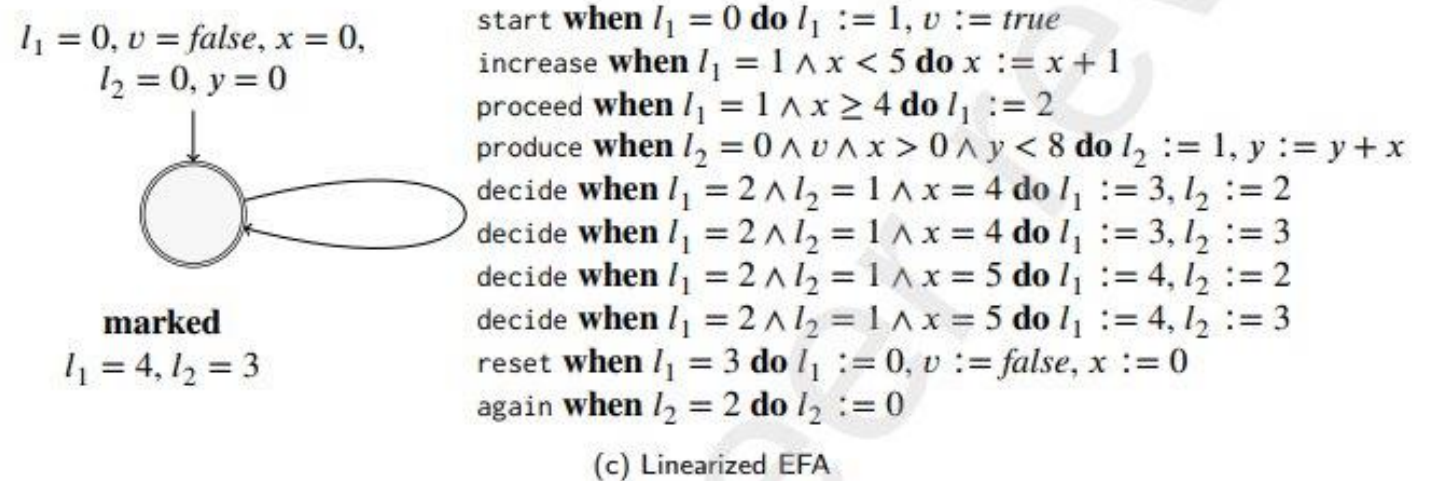 l₁ = 0, v = false, x = 0,
l₂ = 0, y = 0
marked
l₁ = 4, l₂ = 3
start when l₁ = 0 do l₁ := 1, v := true
increase when l₁ = 1 ∧ x < 5 do x := x + 1
proceed when l₁ = 1 ∧ x ≥ 4 do l₁ := 2
produce when l₂ = 0 ∧ v ∧ x > 0 ∧ y < 8 do l₂ := 1, y := y + x
decide when l₁ = 2 ∧ l₂ = 1 ∧ x = 4 do l₁ := 3, l₂ := 2
decide when l₁ = 2 ∧ l₂ = 1 ∧ x = 4 do l₁ := 3, l₂ := 3
decide when l₁ = 2 ∧ l₂ = 1 ∧ x = 5 do l₁ := 4, l₂ := 2
decide when l₁ = 2 ∧ l₂ = 1 ∧ x = 5 do l₁ := 4, l₂ := 3
reset when l₁ = 3 do l₁ := 0, v := false, x := 0
again when l₂ = 2 do l₂ := 0
(c) Linearized EFA